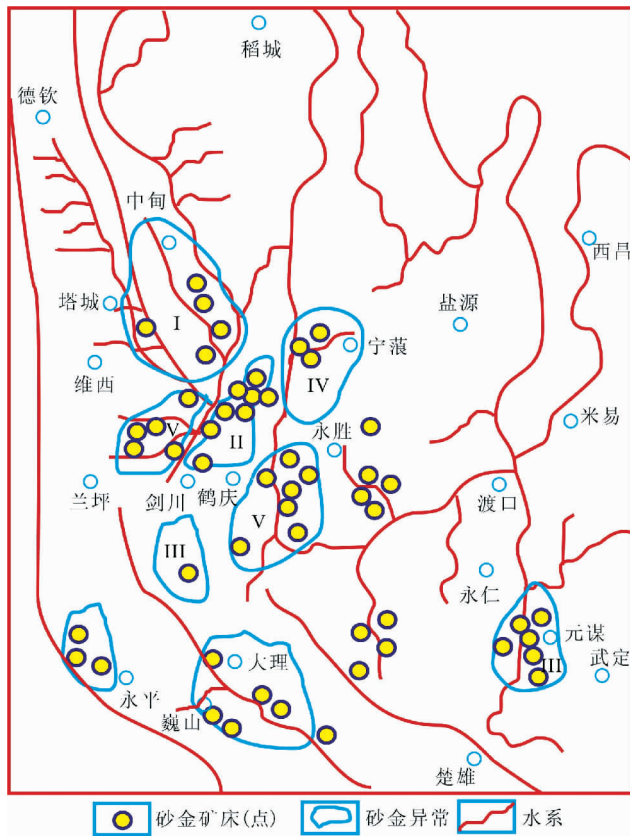 稻城
德钦
中甸
西昌
塔城
I
盐源
宁蒗
维西
IV
米易
V
II
永胜
兰坪
剑川
鹤庆
渡口
V
III
永仁
元谋
大理
III
武定
永平
巍山
楚雄
砂金矿床(点) 砂金异常 水系